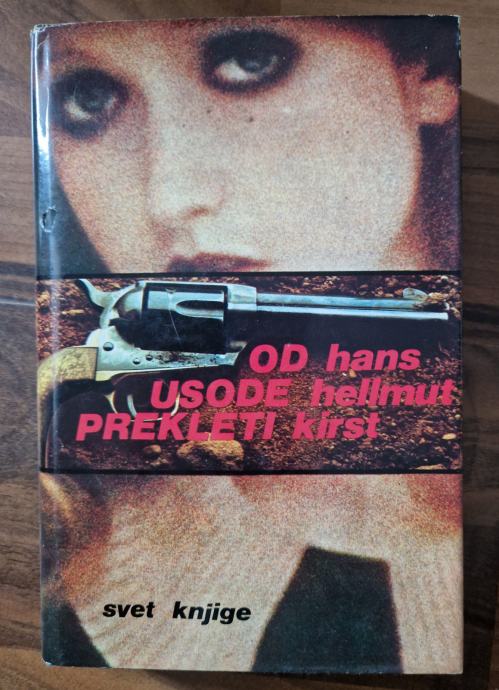 OD hans
USODE hellmut
PREKLETI kirst
svet knjige